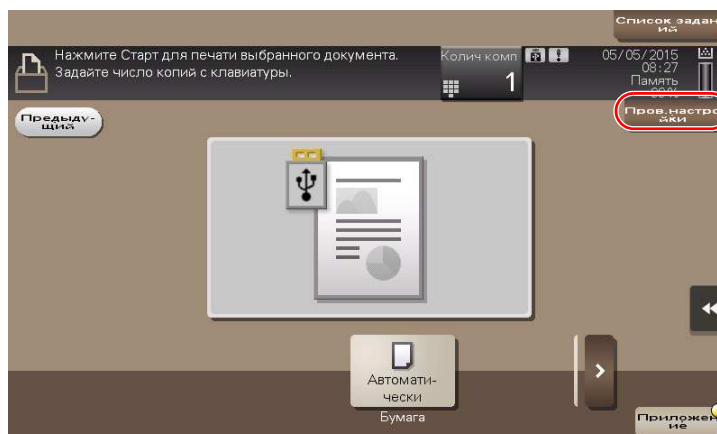 Список задан
ий
Нажмите Старт для печати выбранного документа.
Задайте число копий с клавиатуры.
Колич комп
1
05/05/2015
08:27
Память
Предыду-
щий
Пров.настро
йки
Автомати-
чески
Бумага
Приложен
ие